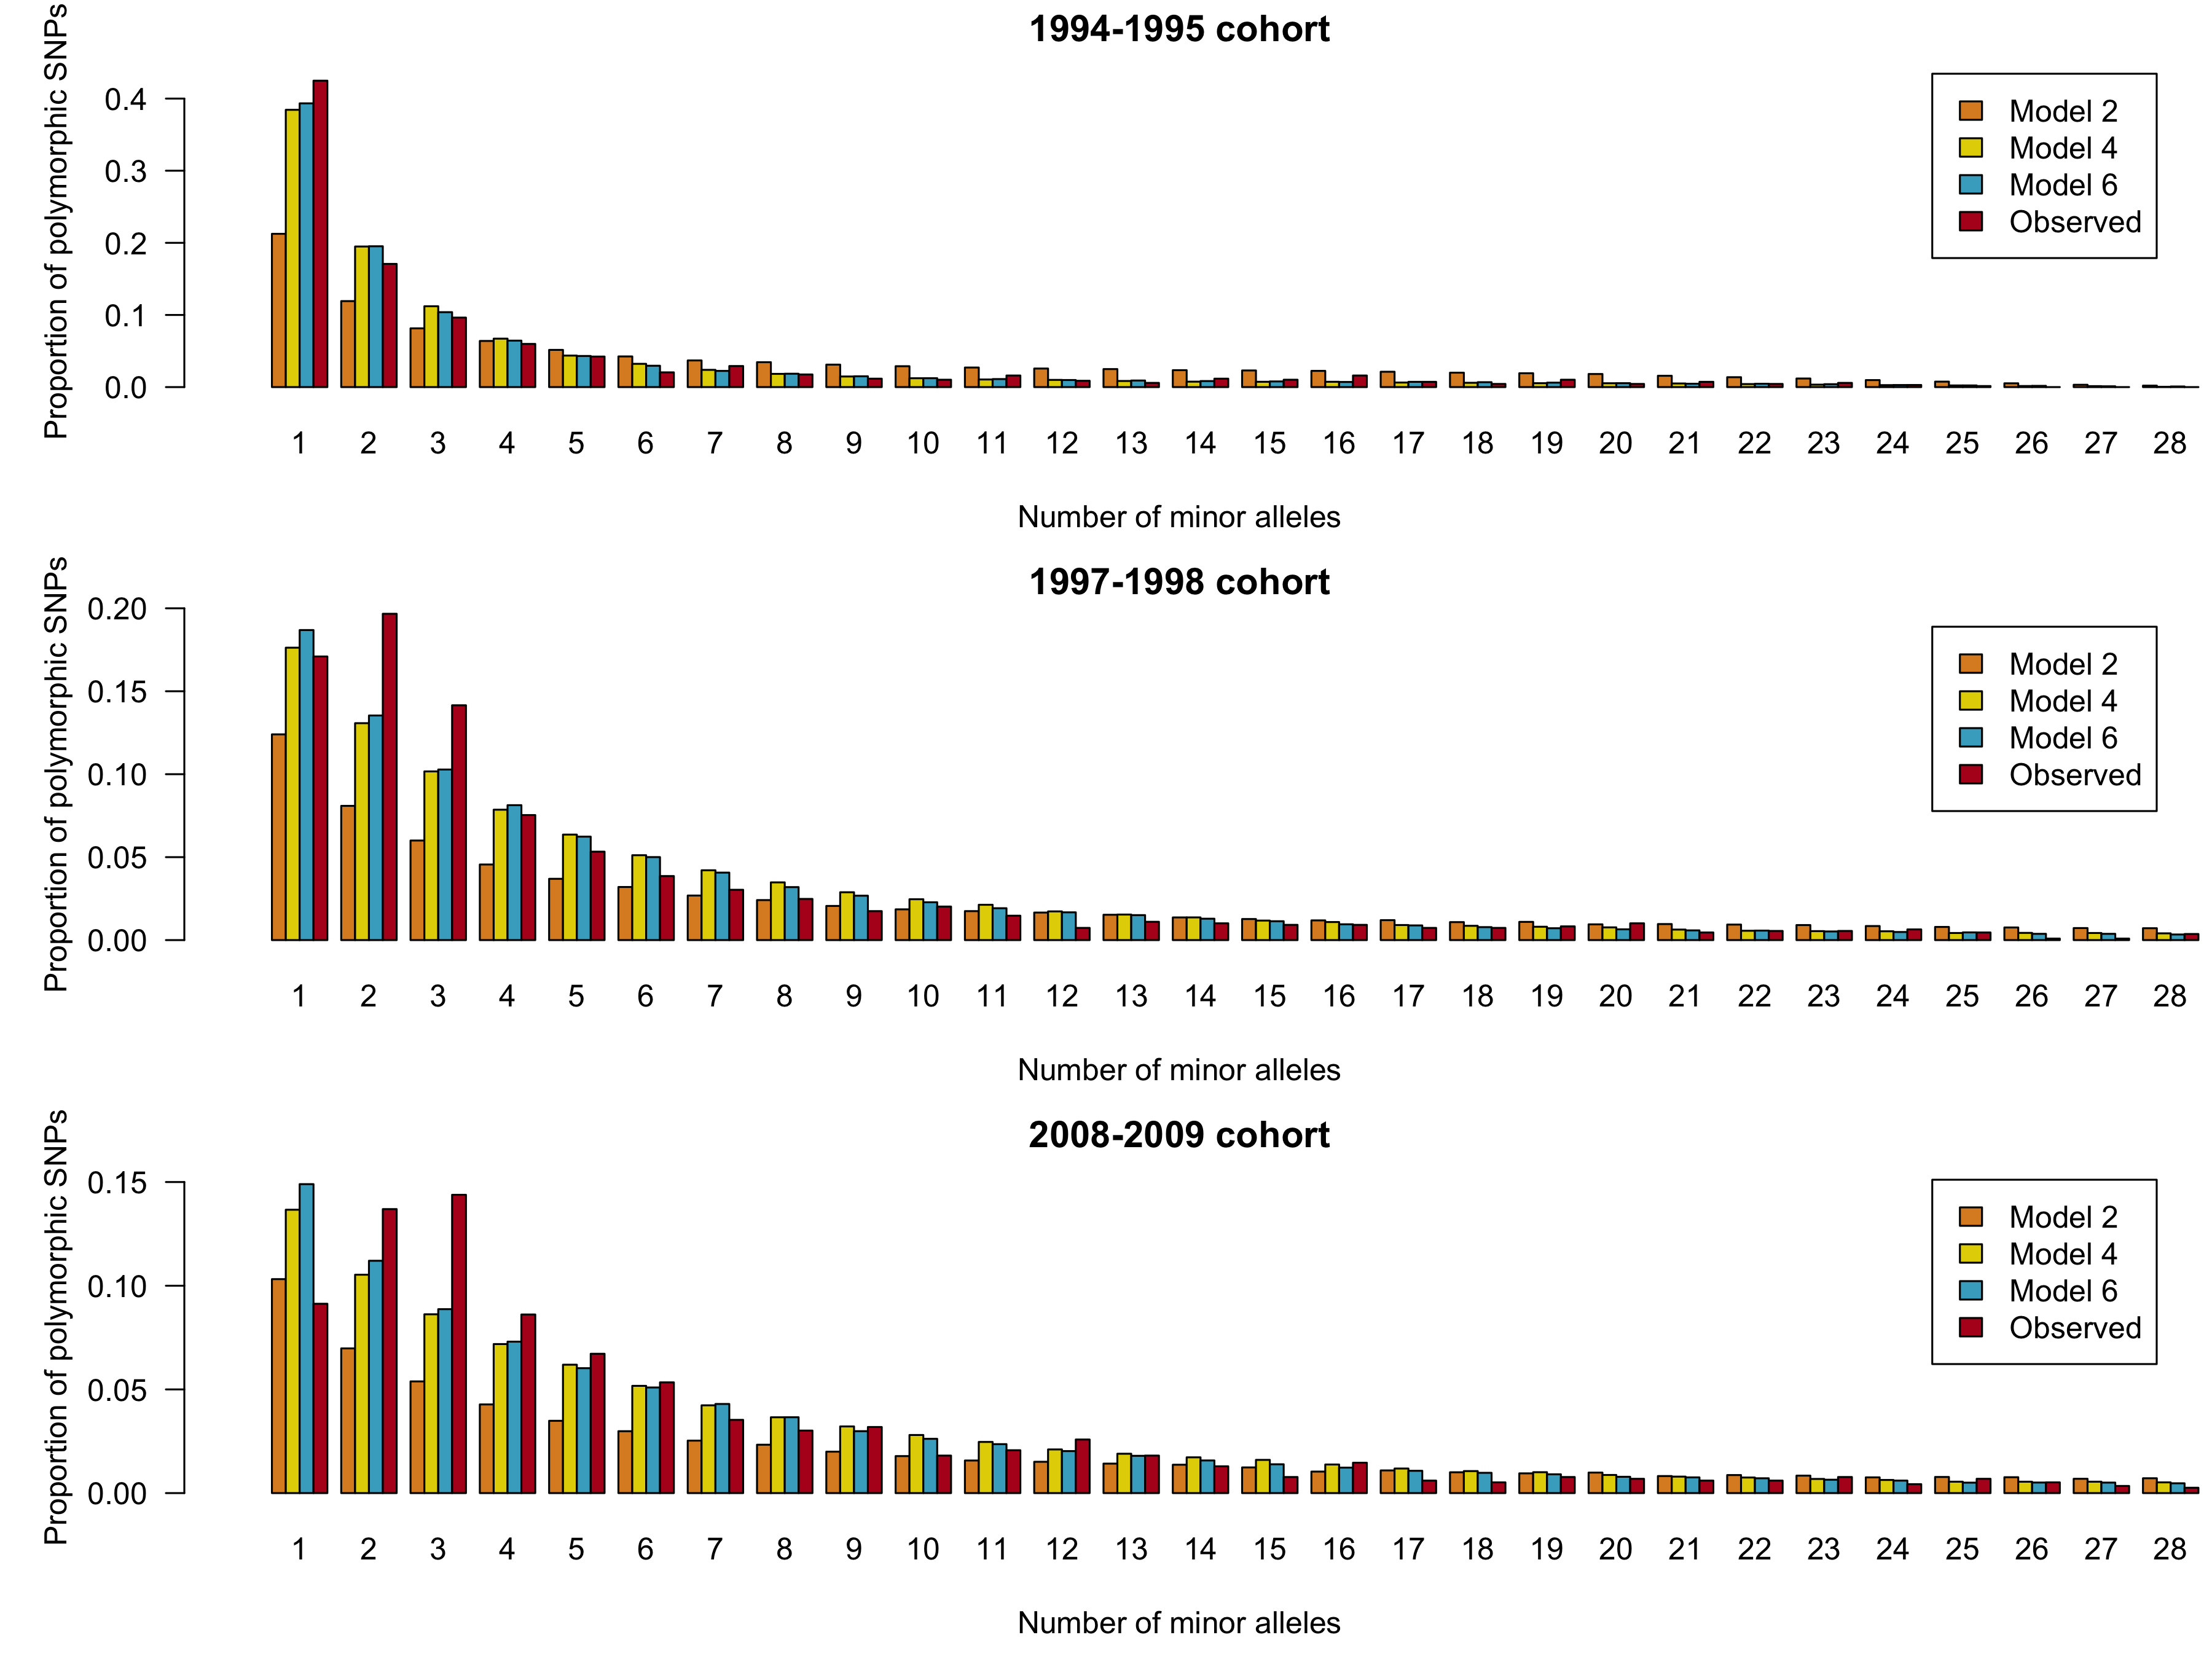 1994-1995 cohort
Proportion of polymorphic SNPs
0.4
0.3
0.2
0.1
0.0
Model 2
Model 4
Model 6
Observed
1 2 3 4 5 6 7 8 9 10 11 12 13 14 15 16 17 18 19 20 21 22 23 24 25 26 27 28
Number of minor alleles
1997-1998 cohort
Proportion of polymorphic SNPs
0.20
0.15
0.10
0.05
0.00
Model 2
Model 4
Model 6
Observed
1 2 3 4 5 6 7 8 9 10 11 12 13 14 15 16 17 18 19 20 21 22 23 24 25 26 27 28
Number of minor alleles
2008-2009 cohort
Proportion of polymorphic SNPs
0.15
0.10
0.05
0.00
Model 2
Model 4
Model 6
Observed
1 2 3 4 5 6 7 8 9 10 11 12 13 14 15 16 17 18 19 20 21 22 23 24 25 26 27 28
Number of minor alleles